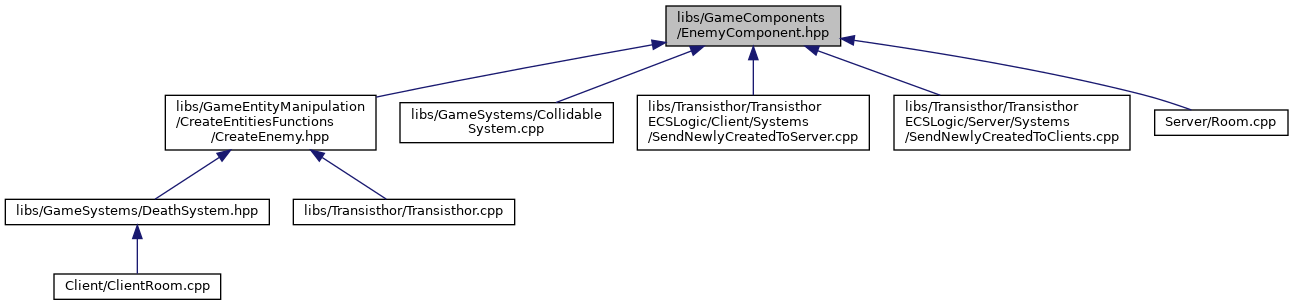 libs/GameComponents
/EnemyComponent.hpp
libs/GameEntityManipulation
/CreateEntitiesFunctions
/CreateEnemy.hpp
libs/GameSystems/Collidable
System.cpp
libs/Transisthor/Transisthor
ECSLogic/Client/Systems
/SendNewlyCreatedToServer.cpp
libs/Transisthor/Transisthor
ECSLogic/Server/Systems
/SendNewlyCreatedToClients.cpp
Server/Room.cpp
libs/GameSystems/DeathSystem.hpp
libs/Transisthor/Transisthor.cpp
Client/ClientRoom.cpp